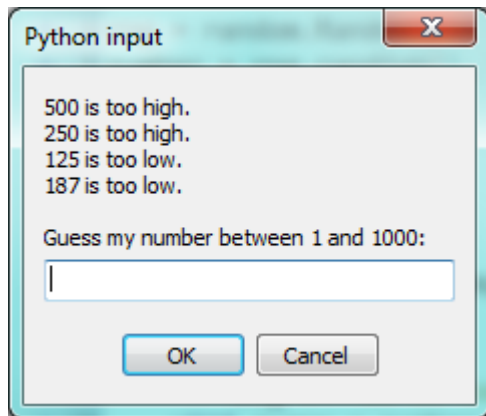 Python input
500 is too high.
250 is too high.
125 is too low.
187 is too low.
Guess my number between 1 and 1000:
OK
Cancel